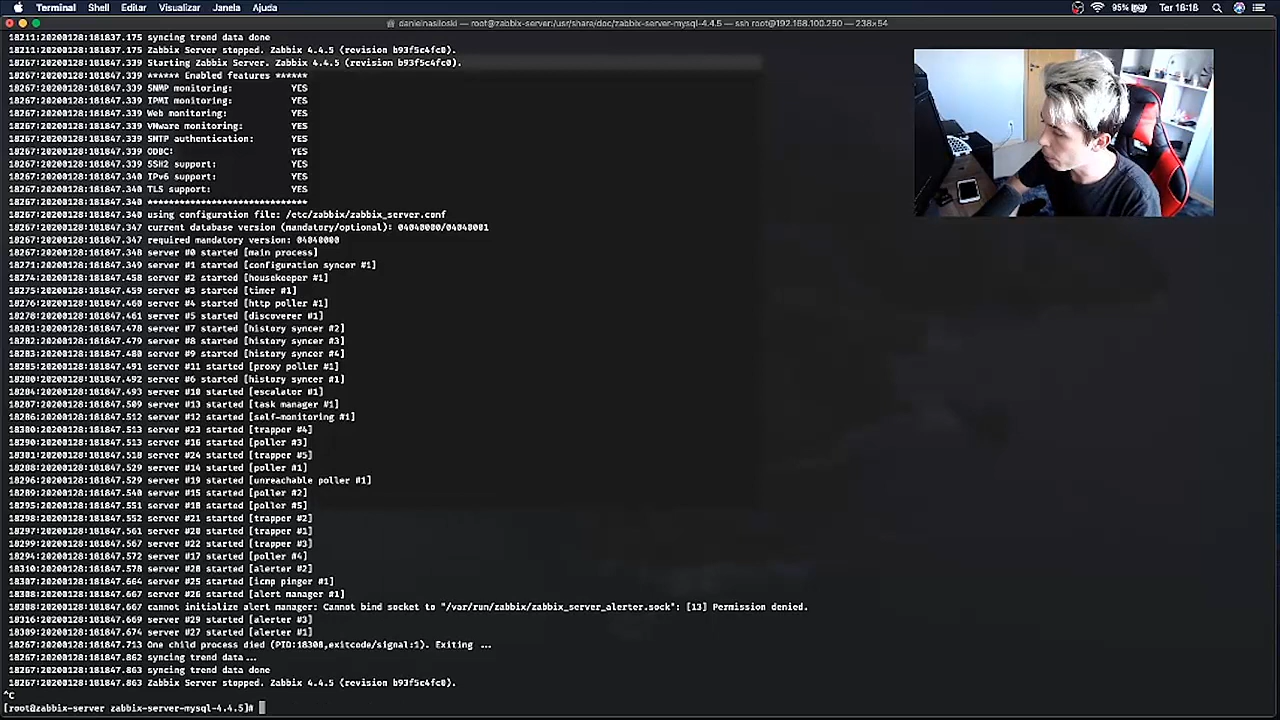 Terminal Shell Editar Visualizar Janela Ajuda 95% Ter 18:18
danielnasiloski — root@zabbix-server:/usr/share/doc/zabbix-server-mysql-4.4.5 — ssh root@192.168.100.250 — 238×54
18211:20200128:181837.175 syncing trend data done
18211:20200128:181837.175 Zabbix Server stopped. Zabbix 4.4.5 (revision b93f5c4fc0).
18267:20200128:181847.339 Starting Zabbix Server. Zabbix 4.4.5 (revision b93f5c4fc0).
18267:20200128:181847.339 ****** Enabled features ******
18267:20200128:181847.339 SNMP monitoring: YES
18267:20200128:181847.339 IPMI monitoring: YES
18267:20200128:181847.339 Web monitoring: YES
18267:20200128:181847.339 VMware monitoring: YES
18267:20200128:181847.339 SMTP authentication: YES
18267:20200128:181847.339 ODBC: YES
18267:20200128:181847.339 SSH2 support: YES
18267:20200128:181847.340 IPv6 support: YES
18267:20200128:181847.340 TLS support: YES
18267:20200128:181847.340 ******************************
18267:20200128:181847.340 using configuration file: /etc/zabbix/zabbix_server.conf
18267:20200128:181847.347 current database version (mandatory/optional): 04040000/04040001
18267:20200128:181847.347 required mandatory version: 04040000
18267:20200128:181847.348 server #0 started [main process]
18271:20200128:181847.349 server #1 started [configuration syncer #1]
18274:20200128:181847.458 server #2 started [housekeeper #1]
18275:20200128:181847.459 server #3 started [timer #1]
18276:20200128:181847.460 server #4 started [http poller #1]
18278:20200128:181847.461 server #5 started [discoverer #1]
18281:20200128:181847.478 server #7 started [history syncer #2]
18282:20200128:181847.479 server #8 started [history syncer #3]
18283:20200128:181847.480 server #9 started [history syncer #4]
18285:20200128:181847.491 server #11 started [proxy poller #1]
18280:20200128:181847.492 server #6 started [history syncer #1]
18284:20200128:181847.493 server #10 started [escalator #1]
18287:20200128:181847.509 server #13 started [task manager #1]
18286:20200128:181847.512 server #12 started [self-monitoring #1]
18300:20200128:181847.513 server #23 started [trapper #4]
18290:20200128:181847.513 server #16 started [poller #3]
18301:20200128:181847.518 server #24 started [trapper #5]
18288:20200128:181847.529 server #14 started [poller #1]
18296:20200128:181847.529 server #19 started [unreachable poller #1]
18289:20200128:181847.540 server #15 started [poller #2]
18295:20200128:181847.551 server #18 started [poller #5]
18298:20200128:181847.552 server #21 started [trapper #2]
18297:20200128:181847.561 server #20 started [trapper #1]
18299:20200128:181847.567 server #22 started [trapper #3]
18294:20200128:181847.572 server #17 started [poller #4]
18310:20200128:181847.578 server #28 started [alerter #2]
18307:20200128:181847.664 server #25 started [icmp pinger #1]
18308:20200128:181847.667 server #26 started [alert manager #1]
18308:20200128:181847.667 cannot initialize alert manager: Cannot bind socket to "/var/run/zabbix/zabbix_server_alerter.sock": [13] Permission denied.
18316:20200128:181847.669 server #29 started [alerter #3]
18309:20200128:181847.674 server #27 started [alerter #1]
18267:20200128:181847.713 One child process died (PID:18308,exitcode/signal:1). Exiting ...
18267:20200128:181847.862 syncing trend data...
18267:20200128:181847.863 syncing trend data done
18267:20200128:181847.863 Zabbix Server stopped. Zabbix 4.4.5 (revision b93f5c4fc0).
^C
[root@zabbix-server zabbix-server-mysql-4.4.5]#